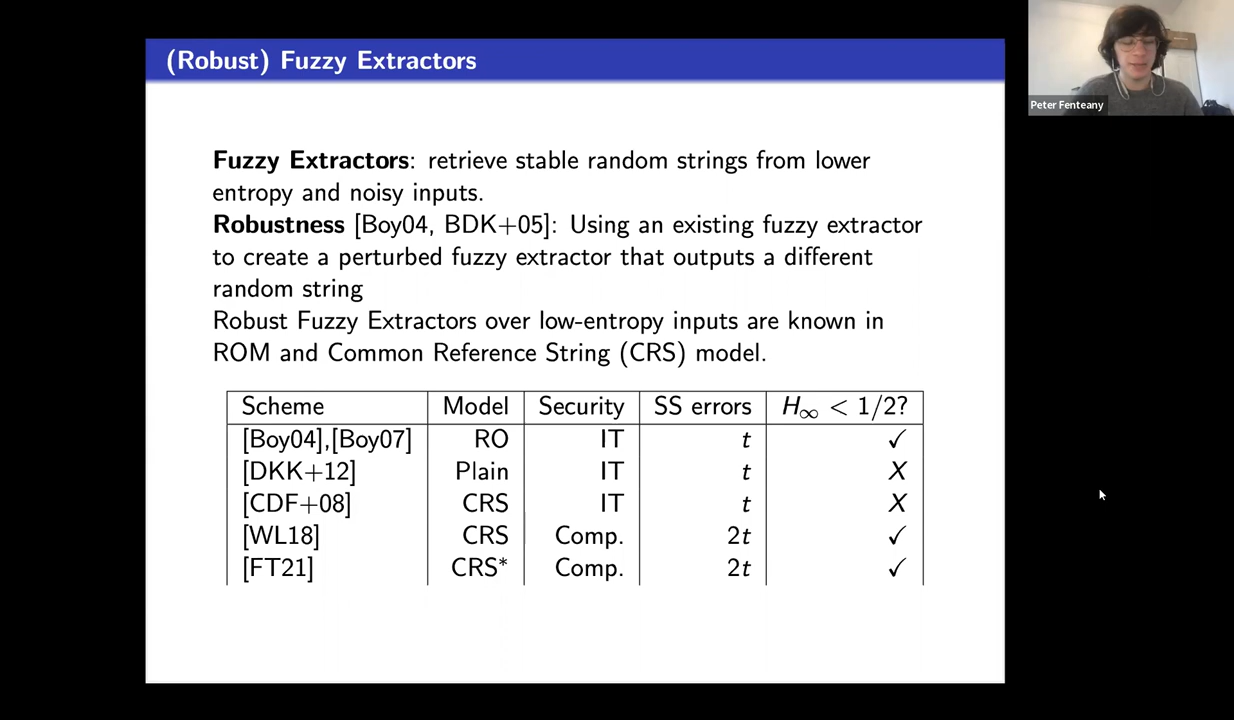 (Robust) Fuzzy Extractors
Peter Fenteany
Fuzzy Extractors: retrieve stable random strings from lower
entropy and noisy inputs.
Robustness [Boy04, BDK+05]: Using an existing fuzzy extractor
to create a perturbed fuzzy extractor that outputs a different
random string
Robust Fuzzy Extractors over low-entropy inputs are known in
ROM and Common Reference String (CRS) model.
Scheme Model Security SS errors H∞ < 1/2?
[Boy04],[Boy07] RO IT t ✓
[DKK+12] Plain IT t X
[CDF+08] CRS IT t X
[WL18] CRS Comp. 2t ✓
[FT21] CRS* Comp. 2t ✓